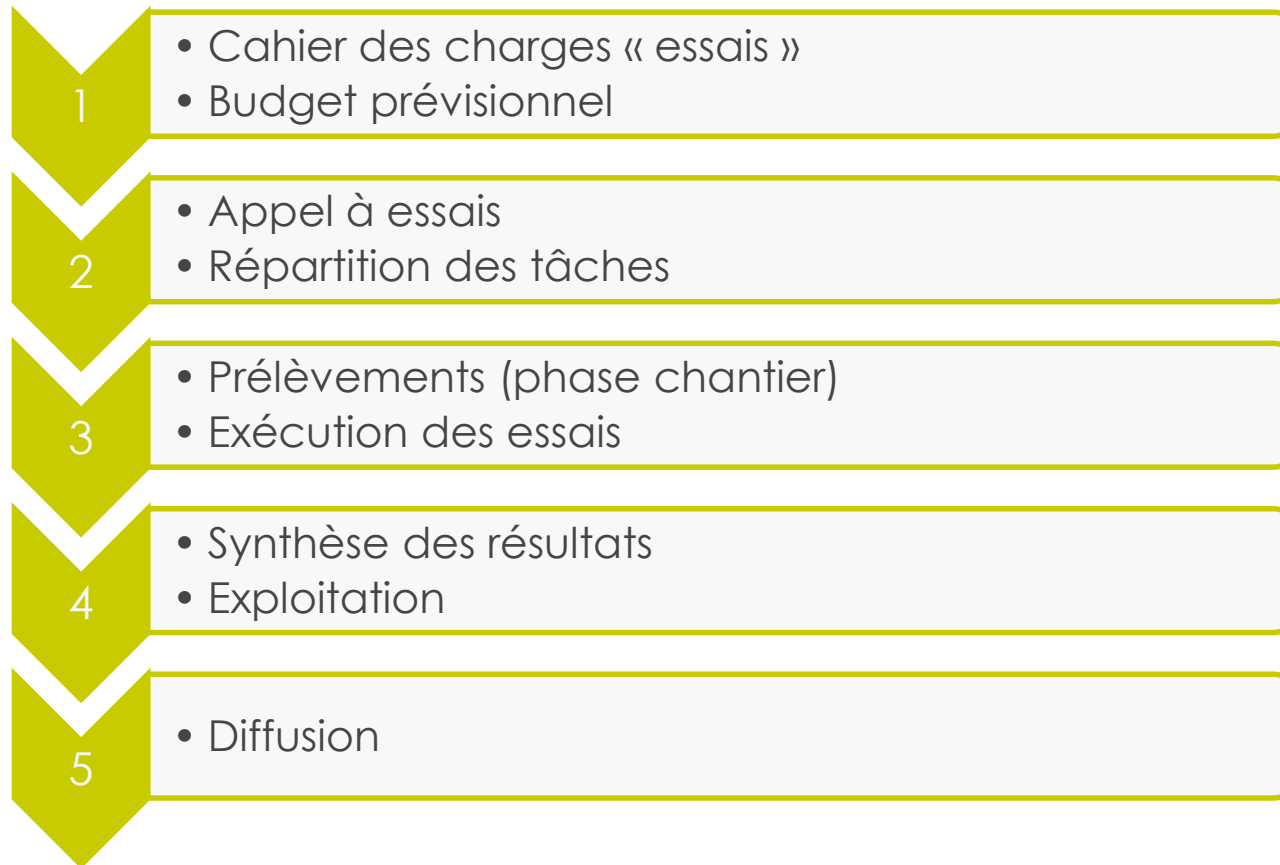 1
• Cahier des charges « essais »
• Budget prévisionnel
2
• Appel à essais
• Répartition des tâches
3
• Prélèvements (phase chantier)
• Exécution des essais
4
• Synthèse des résultats
• Exploitation
5
• Diffusion